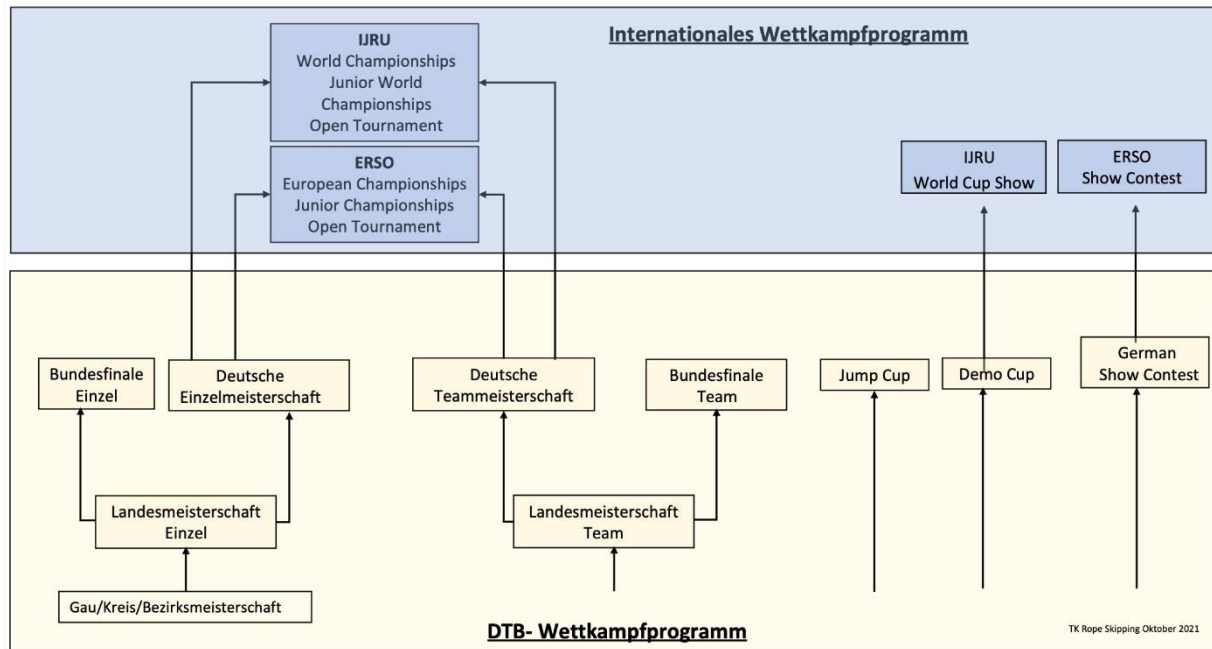 Internationales Wettkampfprogramm
IJRU
World Championships
Junior World
Championships
Open Tournament
ERSO
European Championships
Junior Championships
Open Tournament
IJRU
World Cup Show
ERSO
Show Contest
Bundesfinale
Einzel
Deutsche
Einzelmeisterschaft
Deutsche
Teammeisterschaft
Bundesfinale
Team
Jump Cup
Demo Cup
German
Show Contest
Landesmeisterschaft
Einzel
Landesmeisterschaft
Team
Gau/Kreis/Bezirksmeisterschaft
DTB- Wettkampfprogramm
TK Rope Skipping Oktober 2021